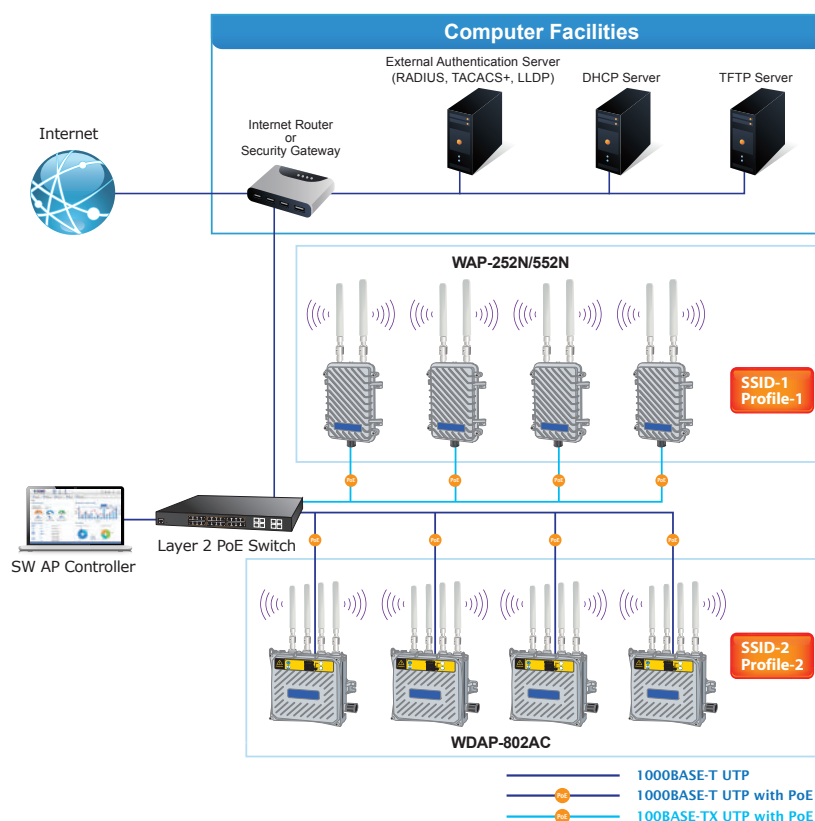 Computer Facilities
External Authentication Server
(RADIUS, TACACS+, LLDP)
DHCP Server
TFTP Server
Internet
Internet Router
or
Security Gateway
WAP-252N/552N
SSID-1
Profile-1
PoE
PoE
PoE
PoE
SW AP Controller
Layer 2 PoE Switch
PoE
PoE
PoE
PoE
SSID-2
Profile-2
WDAP-802AC
1000BASE-T UTP
PoE
1000BASE-T UTP with PoE
PoE
100BASE-TX UTP with PoE